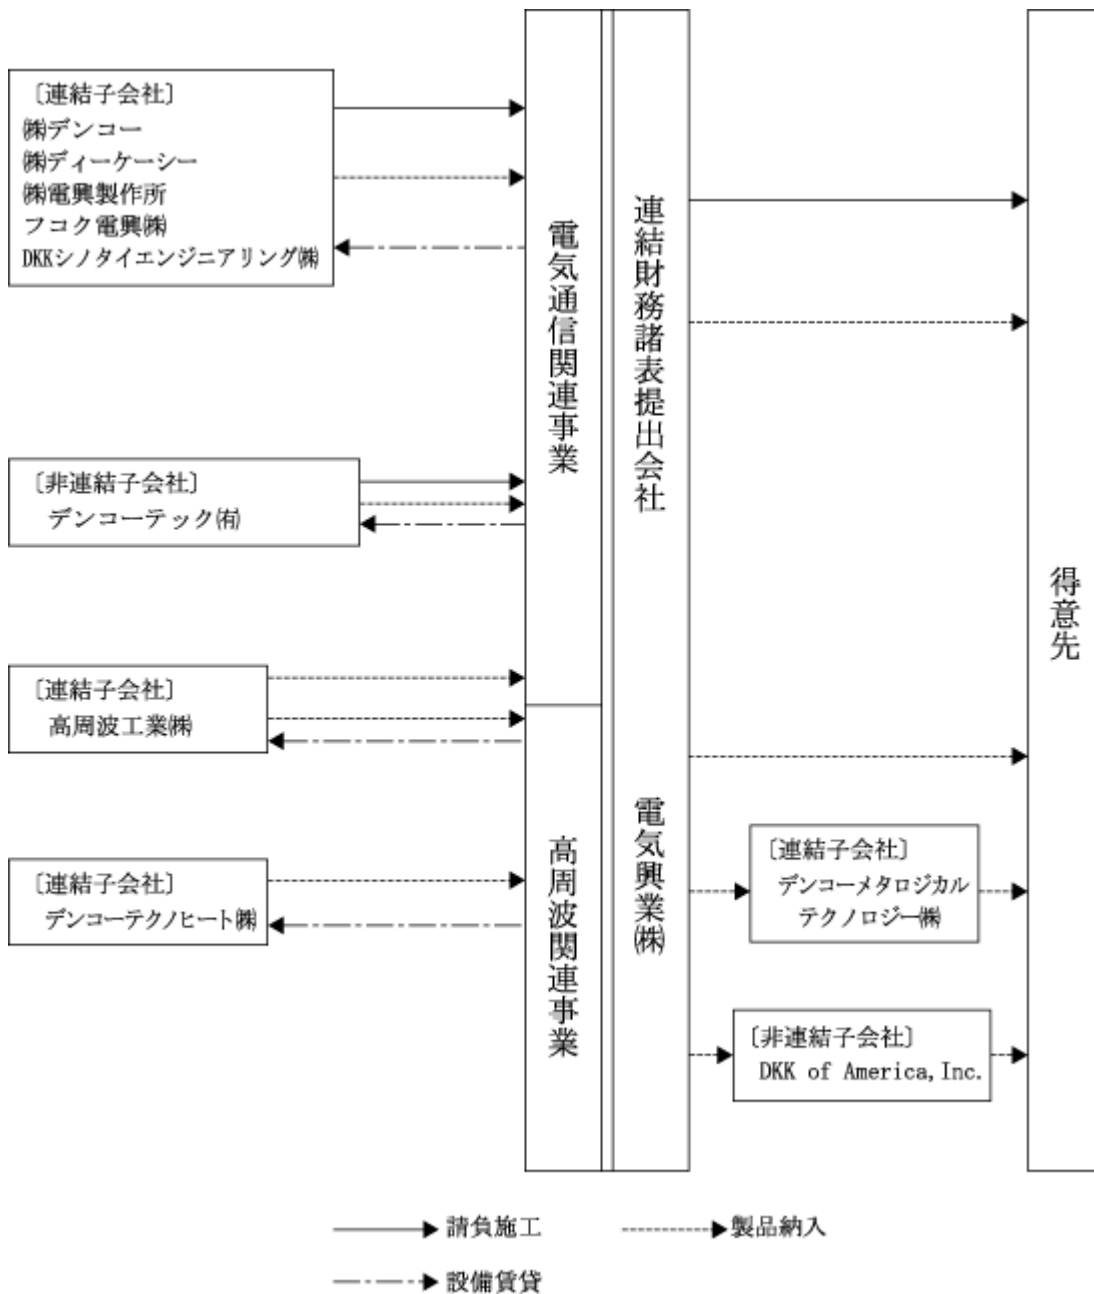 〔連結子会社〕
㈱デンコー
㈱ディーケーシー
㈱電興製作所
フコク電興㈱
DKKシノタイエンジニアリング㈱
〔非連結子会社〕
デンコーテック㈲
〔連結子会社〕
高周波工業㈱
〔連結子会社〕
デンコーテクノヒート㈱
電気通信関連事業
高周波関連事業
連結財務諸表提出会社
電気興業㈱
〔連結子会社〕
デンコーメタロジカル
テクノロジー㈱
〔非連結子会社〕
DKK of America,Inc.
得意先
請負施工
製品納入
設備賃貸